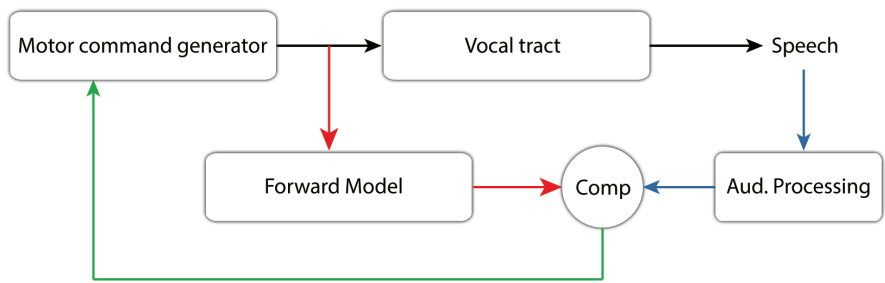 Motor command generator
Vocal tract
Speech
Forward Model
Comp
Aud. Processing